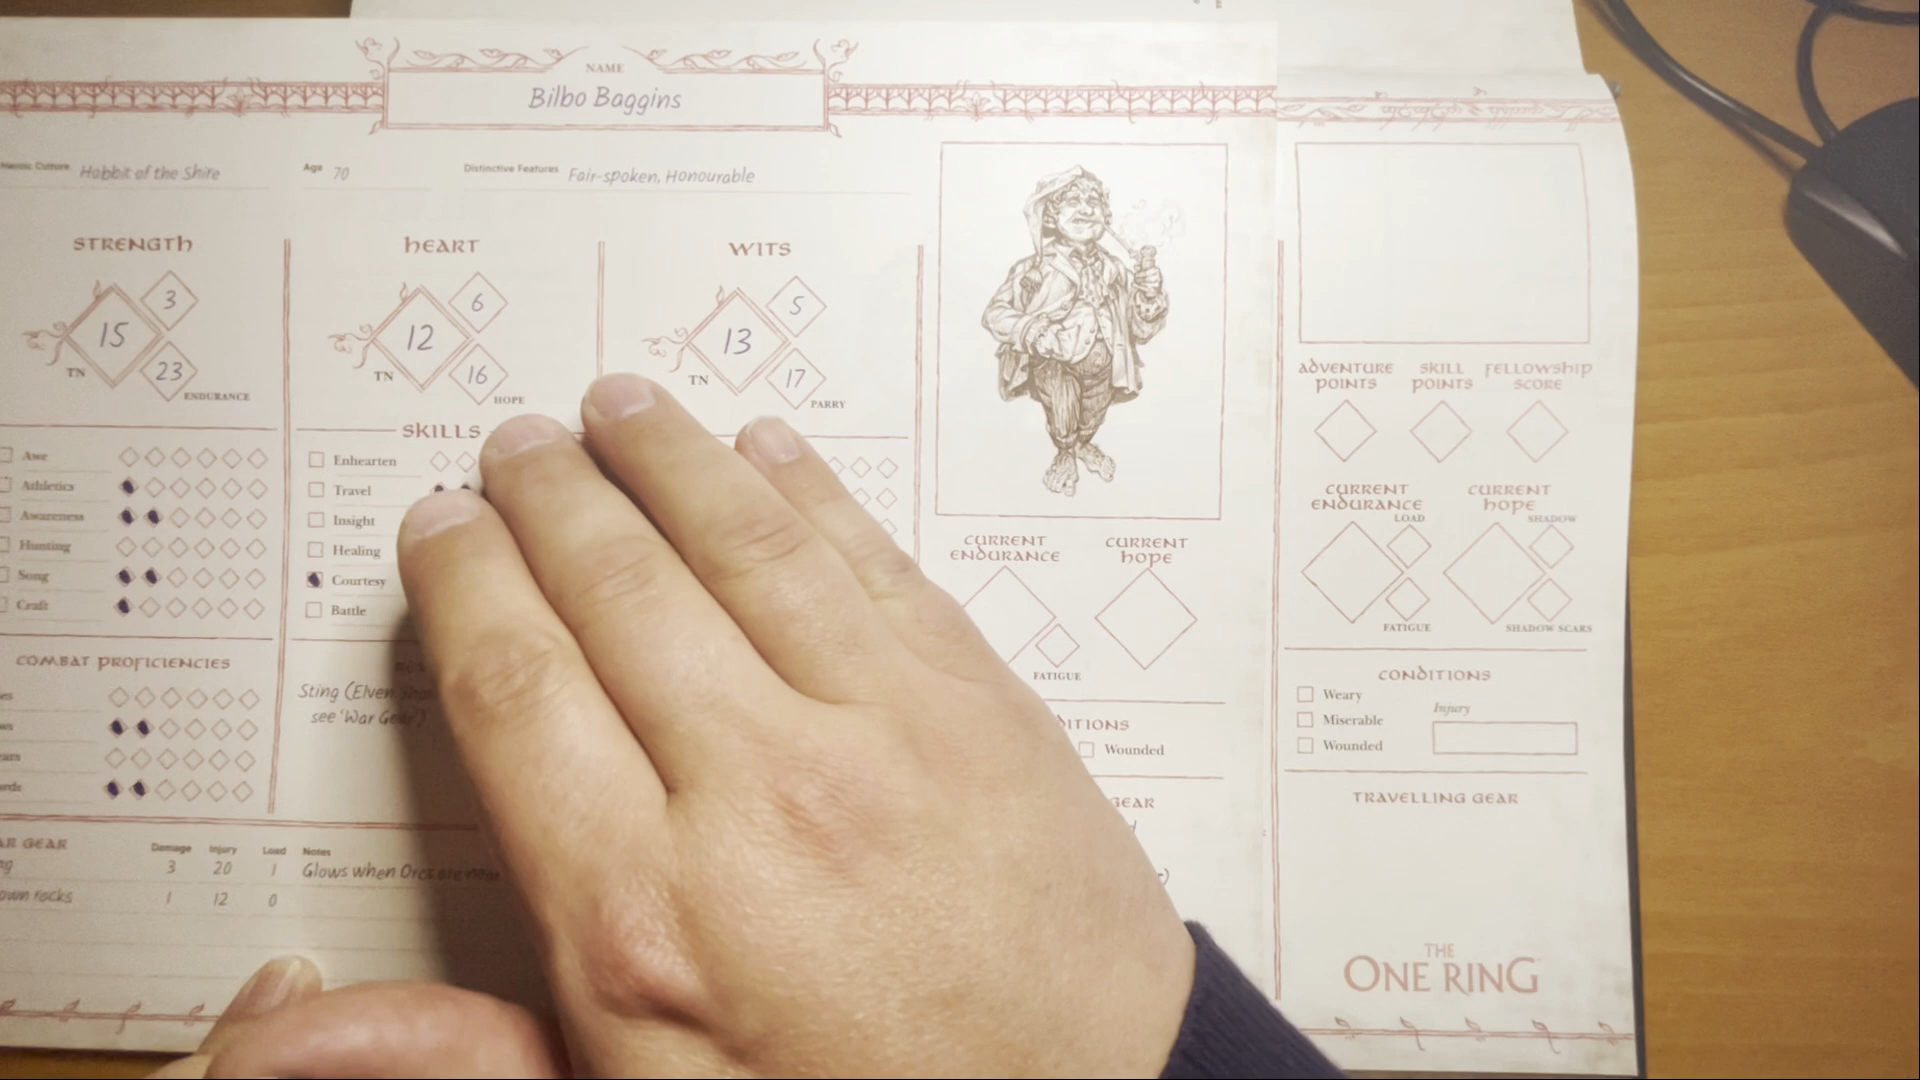 NAME
Bilbo Baggins
Culture Hobbit of the Shire Age 70 Distinctive Features Fair-spoken, Honourable
STRENGTH
3
15
TN
23
ENDURANCE
HEART
6
12
TN
16
HOPE
WITS
5
13
TN
17
PARRY
SKILLS
Awe
Athletics
Awareness
Hunting
Song
Craft
Enhearten
Travel
Insight
Healing
Courtesy
Battle
COMBAT PROFICIENCIES
Sting (Elven
see 'War Gear')
GEAR Damage Injury Load Notes
3 20 1 Glows when Orcs are near
rocks 1 12 0
CURRENT ENDURANCE
CURRENT HOPE
FATIGUE
Wounded
GEAR
ADVENTURE POINTS
SKILL POINTS
FELLOWSHIP SCORE
CURRENT ENDURANCE
LOAD
FATIGUE
CURRENT HOPE
SHADOW
SHADOW SCARS
CONDITIONS
Weary
Miserable
Wounded
Injury
TRAVELLING GEAR
THE
ONE RING